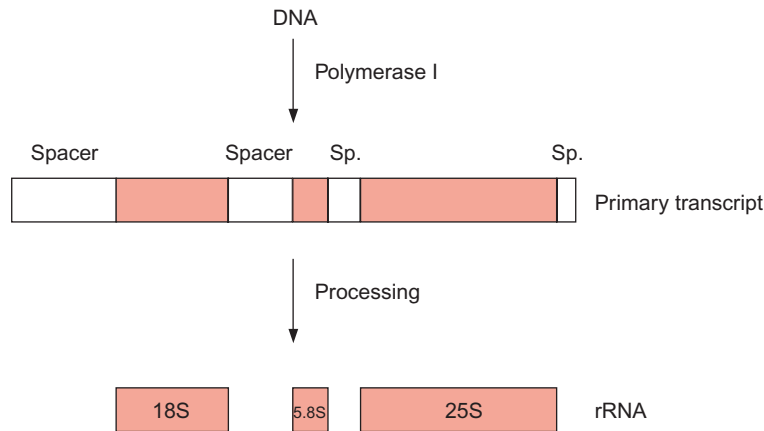 DNA
Polymerase I
Spacer Spacer Sp. Sp.
Primary transcript
Processing
18S 5.8S 25S rRNA